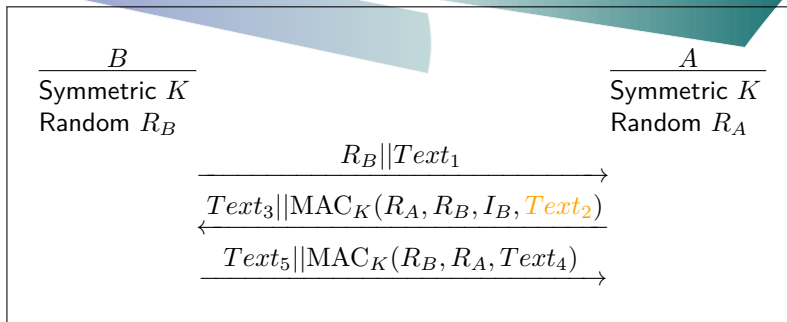 B A
Symmetric K Symmetric K
Random R_B Random R_A
R_B||Text_1
Text_3||MAC_K(R_A, R_B, I_B, Text_2)
Text_5||MAC_K(R_B, R_A, Text_4)